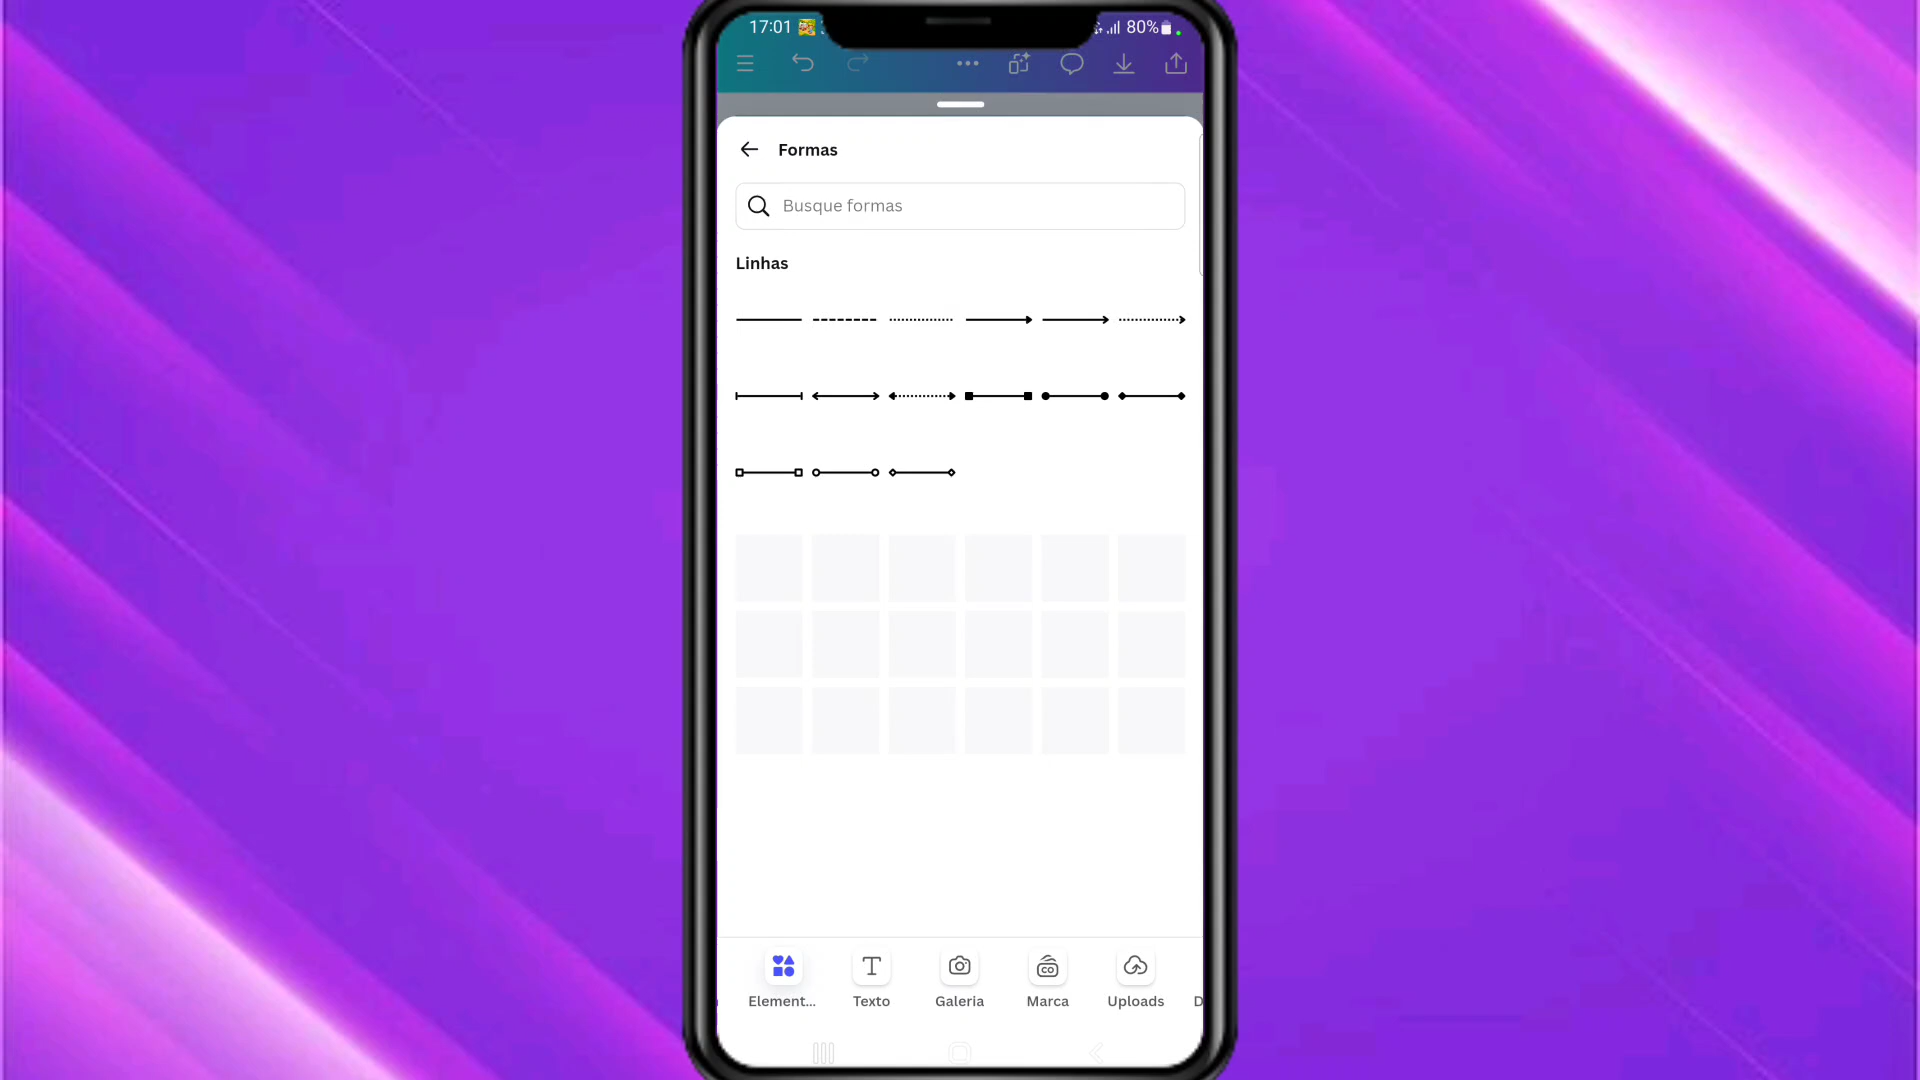 17:01 80%
Formas
Busque formas
Linhas
Element... Texto Galeria Marca Uploads D